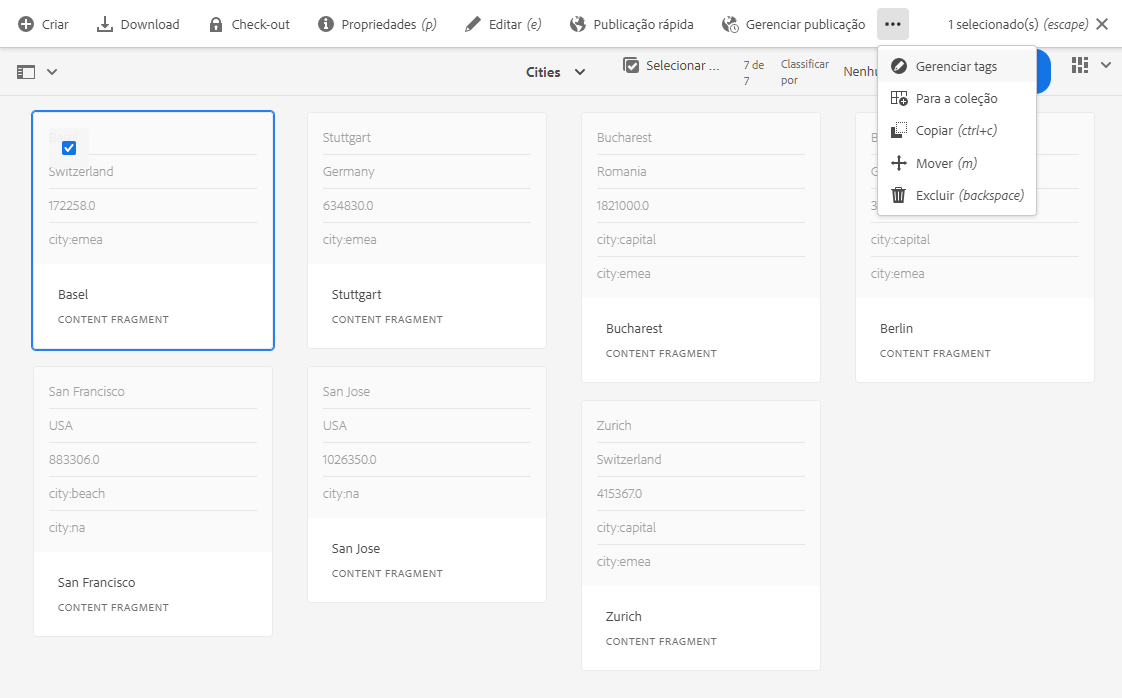 Criar Download Check-out Propriedades (p) Editar (e) Publicação rápida Gerenciar publicação 1 selecionado(s) (escape)
Cities Selecionar ... 7 de 7 Classificar por Nenhu
Gerenciar tags
Para a coleção
Copiar (ctrl+c)
Mover (m)
Excluir (backspace)
Switzerland
172258.0
city:emea
Basel
CONTENT FRAGMENT
Stuttgart
Germany
634830.0
city:emea
Stuttgart
CONTENT FRAGMENT
Bucharest
Romania
1821000.0
city:capital
city:emea
Bucharest
CONTENT FRAGMENT
B
G
3
city:capital
city:emea
Berlin
CONTENT FRAGMENT
San Francisco
USA
883306.0
city:beach
city:na
San Francisco
CONTENT FRAGMENT
San Jose
USA
1026350.0
city:na
San Jose
CONTENT FRAGMENT
Zurich
Switzerland
415367.0
city:capital
city:emea
Zurich
CONTENT FRAGMENT